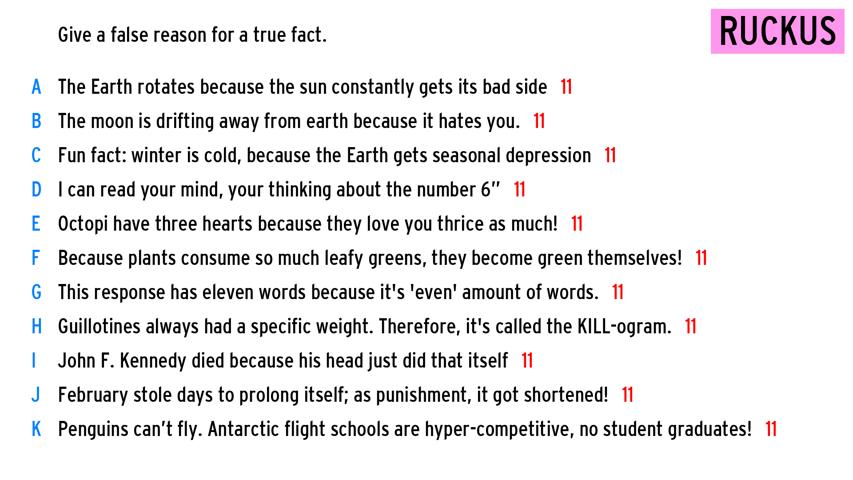 Give a false reason for a true fact.
RUCKUS
A The Earth rotates because the sun constantly gets its bad side 11
B The moon is drifting away from earth because it hates you. 11
C Fun fact: winter is cold, because the Earth gets seasonal depression 11
D I can read your mind, your thinking about the number 6” 11
E Octopi have three hearts because they love you thrice as much! 11
F Because plants consume so much leafy greens, they become green themselves! 11
G This response has eleven words because it's 'even' amount of words. 11
H Guillotines always had a specific weight. Therefore, it's called the KILL-ogram. 11
I John F. Kennedy died because his head just did that itself 11
J February stole days to prolong itself; as punishment, it got shortened! 11
K Penguins can’t fly. Antarctic flight schools are hyper-competitive, no student graduates! 11